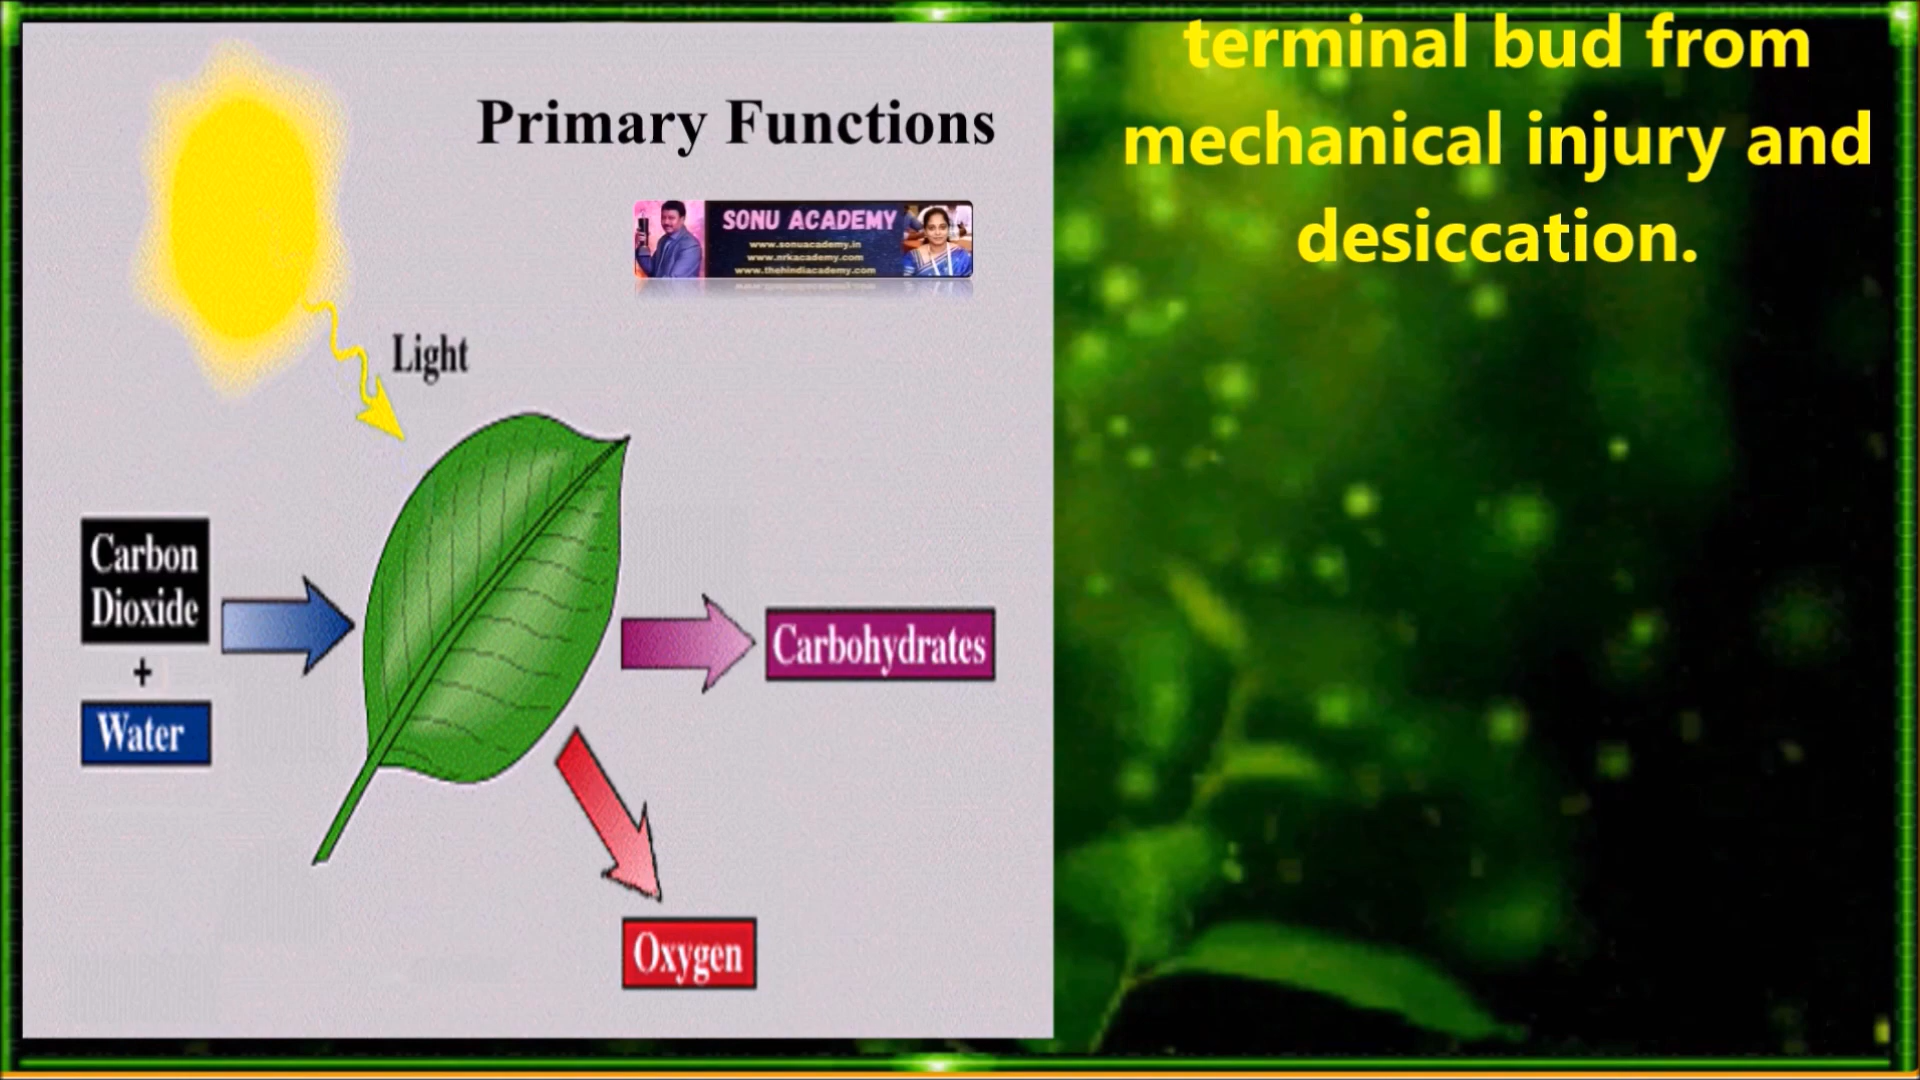 Primary Functions
SONU ACADEMY
www.sonuacademy.in
www.nrkacademy.com
www.thehindiacademy.com
Light
Carbon
Dioxide
+
Water
Carbohydrates
Oxygen
terminal bud from
mechanical injury and
desiccation.